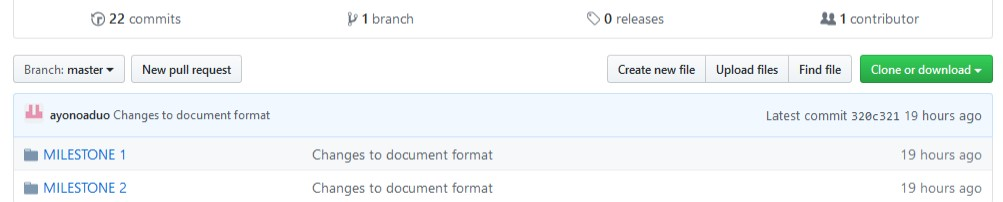 22 commits 1 branch 0 releases 1 contributor
Branch: master New pull request Create new file Upload files Find file Clone or download
ayonoaduo Changes to document format Latest commit 320c321 19 hours ago
MILESTONE 1 Changes to document format 19 hours ago
MILESTONE 2 Changes to document format 19 hours ago